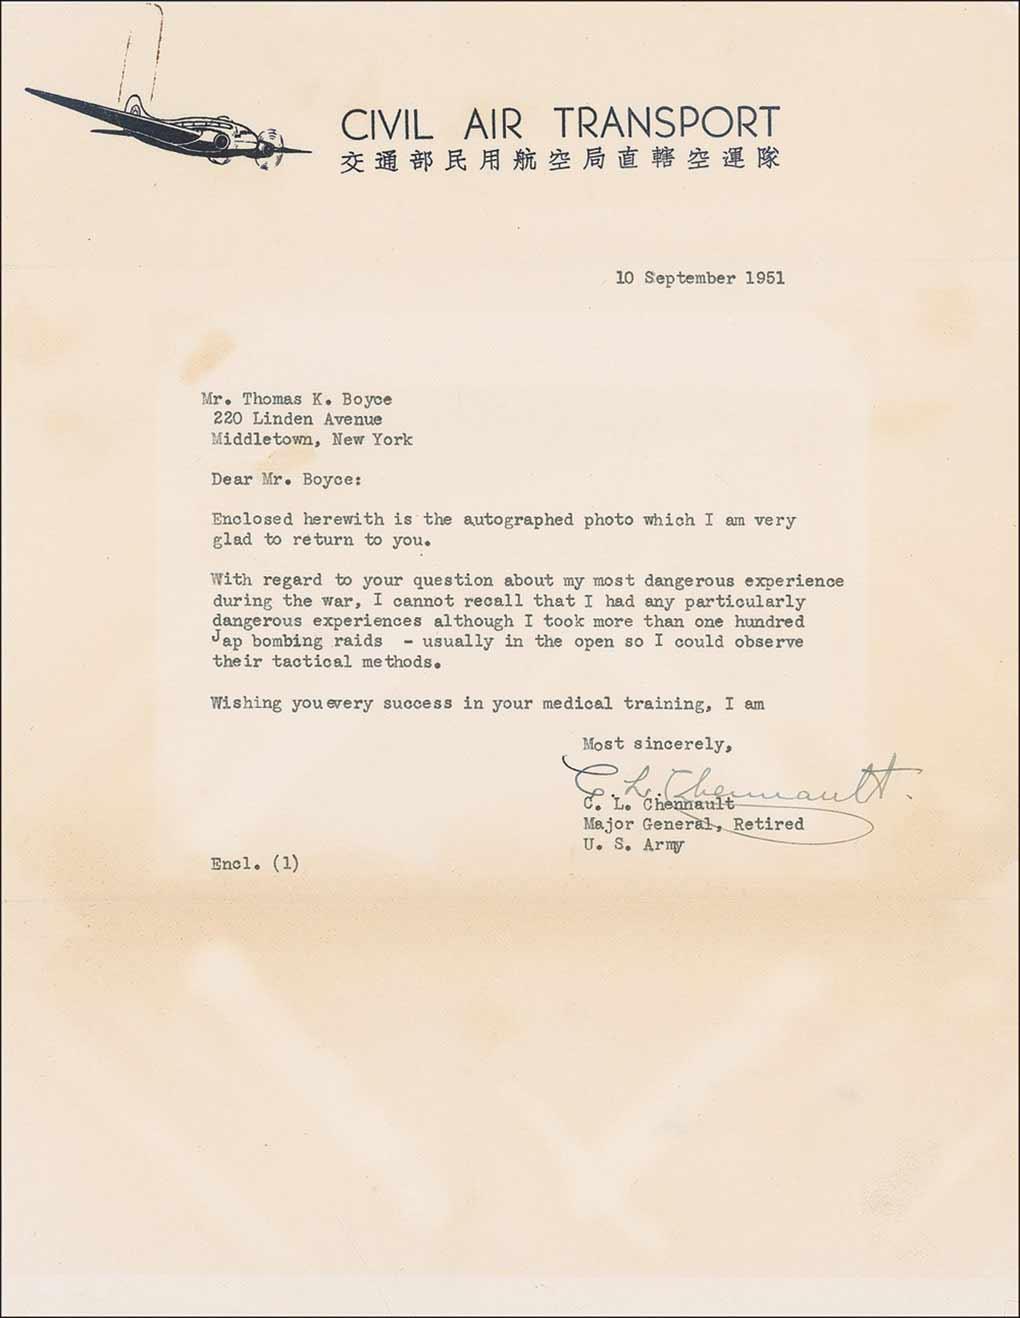 CIVIL AIR TRANSPORT
交通部民用航空局直轄空運隊
10 September 1951
Mr. Thomas K. Boyce
220 Linden Avenue
Middletown, New York
Dear Mr. Boyce:
Enclosed herewith is the autographed photo which I am very
glad to return to you.
With regard to your question about my most dangerous experience
during the war, I cannot recall that I had any particularly
dangerous experiences although I took more than one hundred
Jap bombing raids - usually in the open so I could observe
their tactical methods.
Wishing you every success in your medical training, I am
Most sincerely,
C. L. Chennault.
C. L. Chennault
Major General, Retired
U. S. Army
Encl. (1)